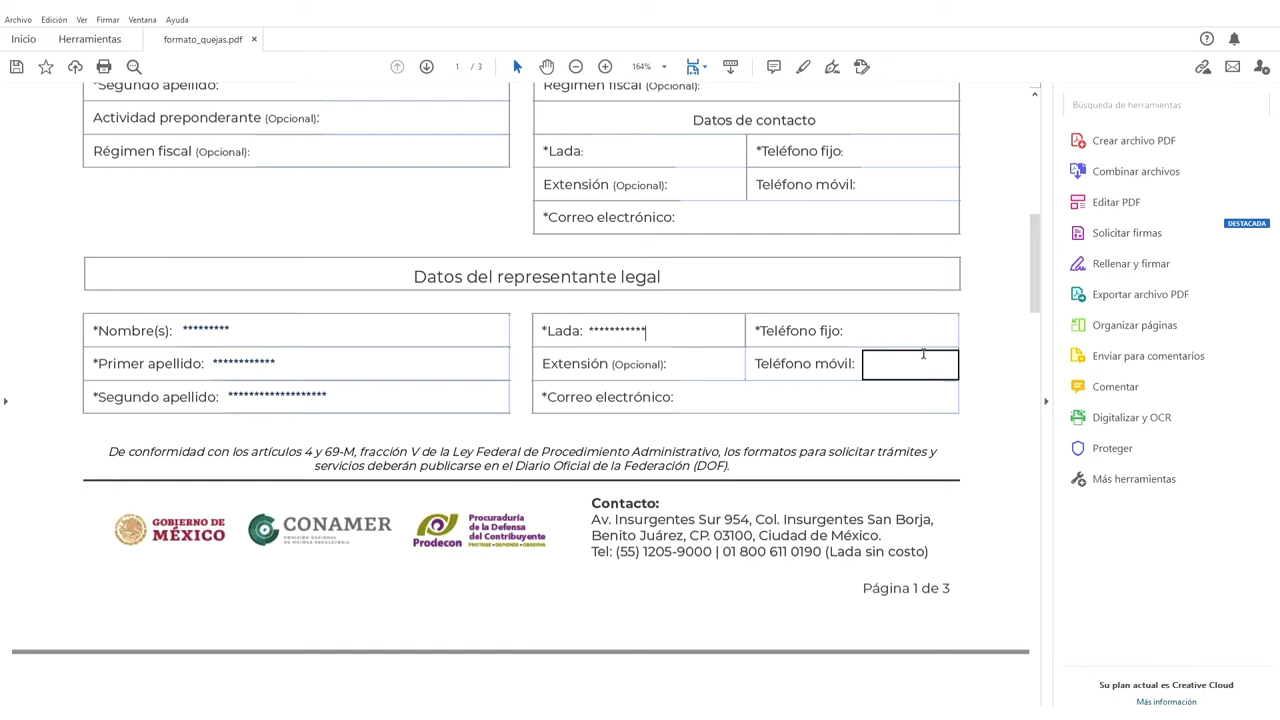 Archivo Edición Ver Firmar Ventana Ayuda
Inicio Herramientas formato_quejas.pdf ×
1 / 3 164%
*Segundo apellido:
Actividad preponderante (Opcional):
Régimen fiscal (Opcional):
Régimen fiscal (Opcional):
Datos de contacto
*Lada: *Teléfono fijo:
Extensión (Opcional): Teléfono móvil:
*Correo electrónico:
Datos del representante legal
*Nombre(s): *********
*Primer apellido: ************
*Segundo apellido: *******************
*Lada: *********** *Teléfono fijo:
Extensión (Opcional): Teléfono móvil:
*Correo electrónico:
De conformidad con los artículos 4 y 69-M, fracción V de la Ley Federal de Procedimiento Administrativo, los formatos para solicitar trámites y
servicios deberán publicarse en el Diario Oficial de la Federación (DOF).
GOBIERNO DE
MÉXICO
CONAMER
Prodecon
Procuraduría
de la Defensa
del Contribuyente
PROTEGE • DEFIENDE • OBSERVA
Contacto:
Av. Insurgentes Sur 954, Col. Insurgentes San Borja,
Benito Juárez, CP. 03100, Ciudad de México.
Tel: (55) 1205-9000 | 01 800 611 0190 (Lada sin costo)
Página 1 de 3
Búsqueda de herramientas
Crear archivo PDF
Combinar archivos
Editar PDF
DESTACADA
Solicitar firmas
Rellenar y firmar
Exportar archivo PDF
Organizar páginas
Enviar para comentarios
Comentar
Digitalizar y OCR
Proteger
Más herramientas
Su plan actual es Creative Cloud
Más información